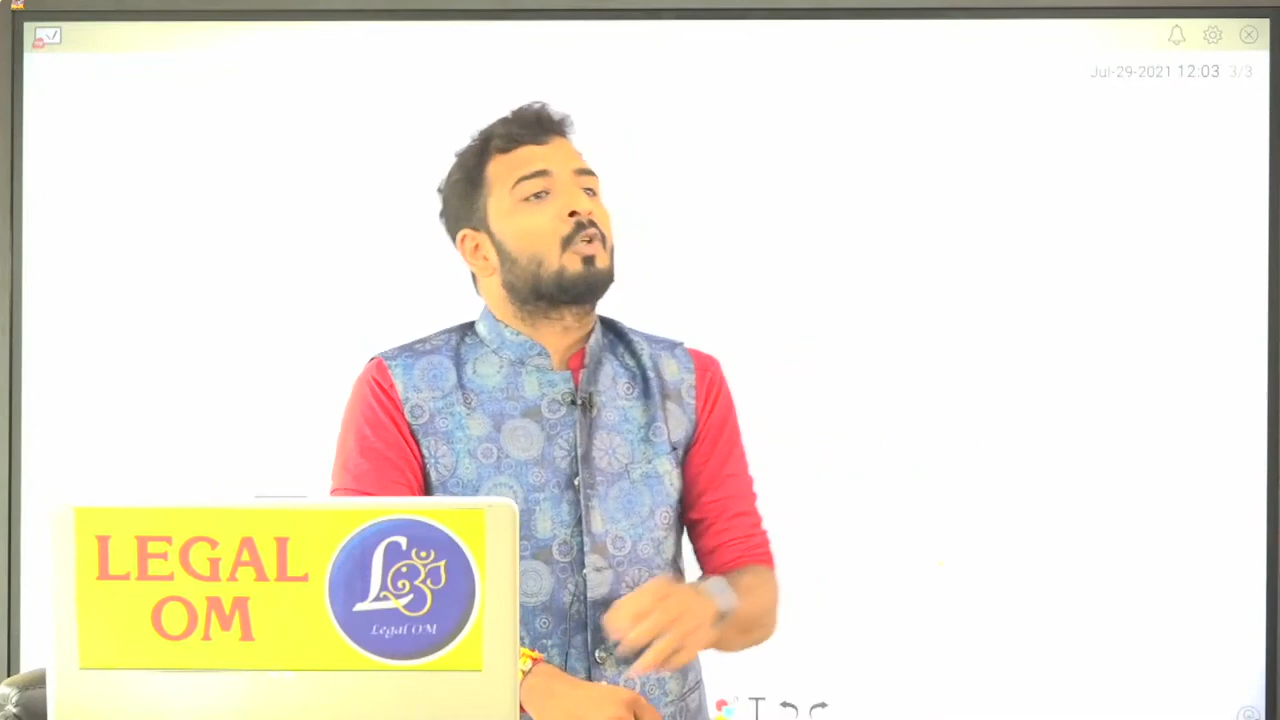 Jul-29-2021 12:03 3/3
LEGAL
OM
L ॐ
Legal OM
T